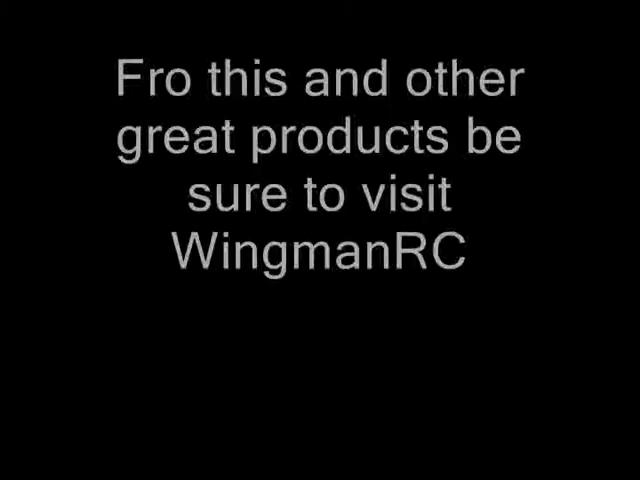 Fro this and other
great products be
sure to visit
WingmanRC